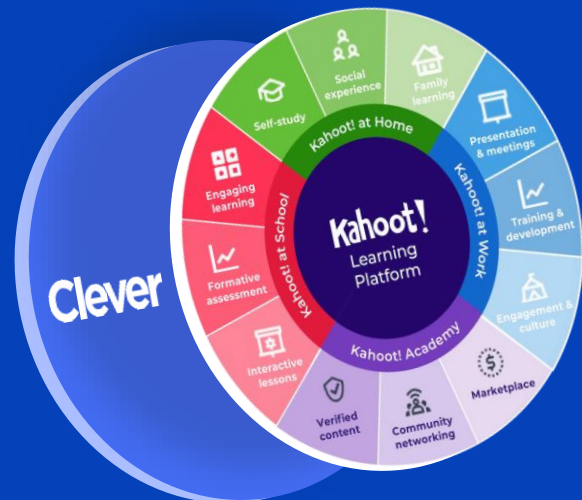 Clever
Kahoot!
Learning
Platform
Kahoot! at Home
Self-study
Social
experience
Family
learning
Kahoot! at Work
Presentation
& meetings
Training &
development
Engagement &
culture
Kahoot! Academy
Marketplace
Community
networking
Verified
content
Kahoot! at School
Interactive
lessons
Formative
assessment
Engaging
learning